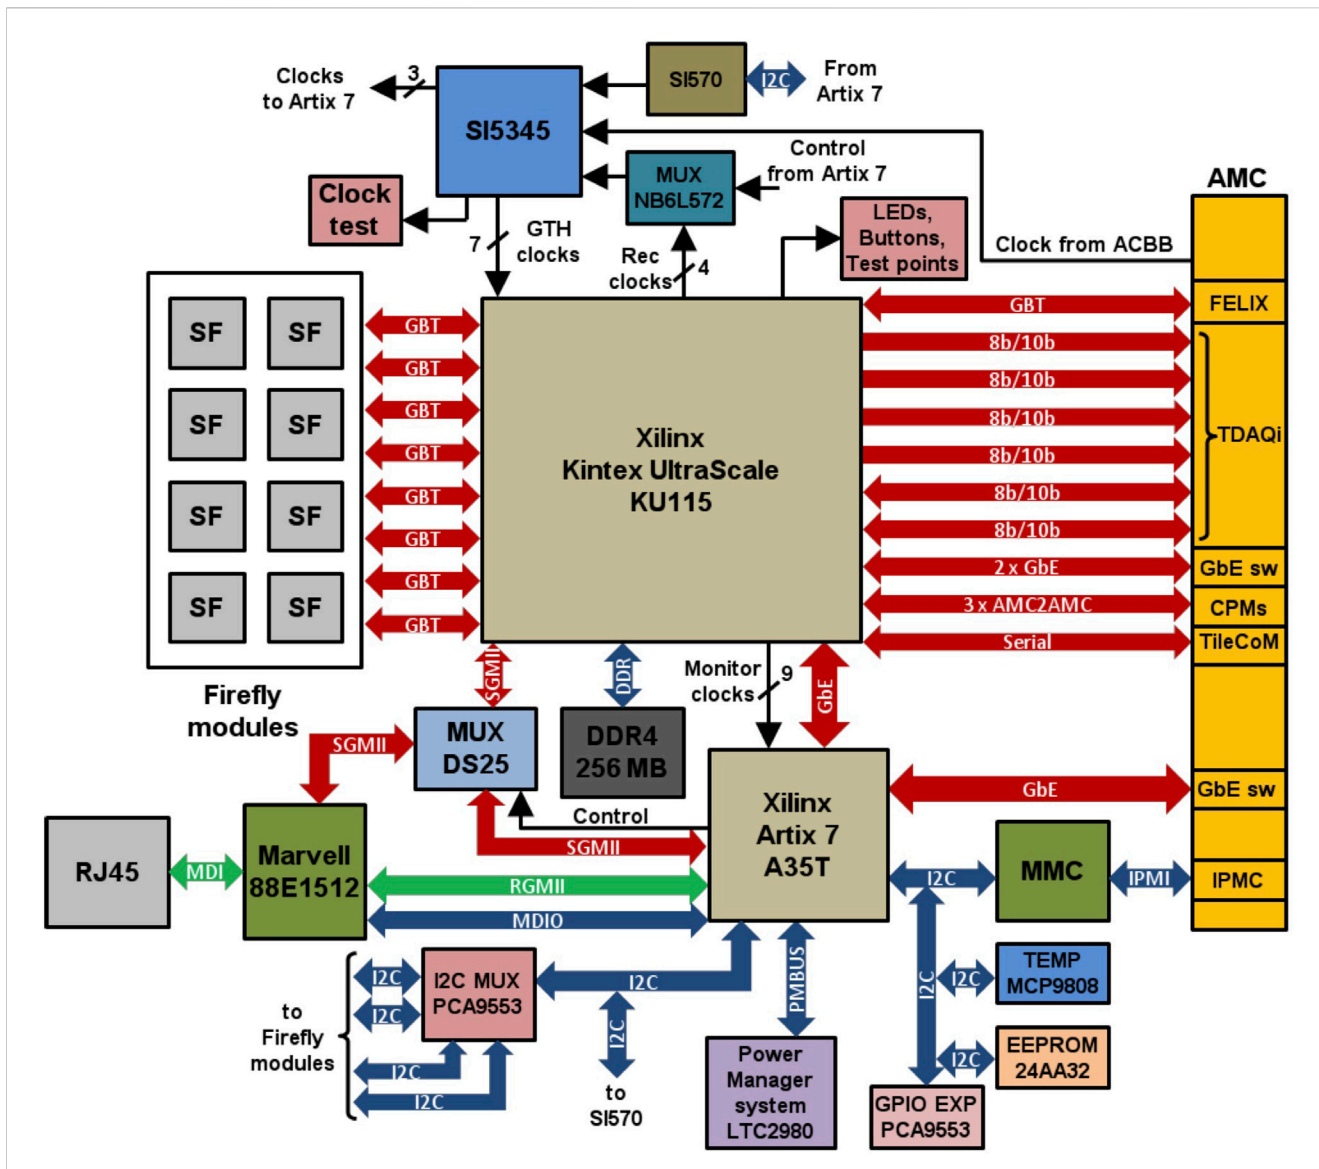 Clocks
to Artix 7
3
SI5345
SI570
I2C
From
Artix 7
MUX
NB6L572
Control
from Artix 7
Clock
test
7
GTH
clocks
Rec
clocks
4
LEDs,
Buttons,
Test points
Clock from ACBB
AMC
SF
SF
SF
SF
SF
SF
SF
SF
Firefly
modules
GBT
GBT
GBT
GBT
GBT
GBT
GBT
GBT
Xilinx
Kintex UltraScale
KU115
GBT
8b/10b
8b/10b
8b/10b
8b/10b
8b/10b
8b/10b
2 x GbE
3 x AMC2AMC
Serial
FELIX
TDAQi
GbE sw
CPMs
TileCoM
GbE sw
IPMC
SGMII
DDR
Monitor
clocks
9
GbE
SGMII
MUX
DS25
DDR4
256 MB
Control
SGMII
Xilinx
Artix 7
A35T
GbE
RJ45
MDI
Marvell
88E1512
RGMII
MDIO
I2C
MMC
IPMI
to
Firefly
modules
I2C
I2C
I2C
I2C
I2C MUX
PCA9553
I2C
I2C
to
SI570
PMBUS
Power
Manager
system
LTC2980
I2C
I2C
TEMP
MCP9808
I2C
EEPROM
24AA32
GPIO EXP
PCA9553